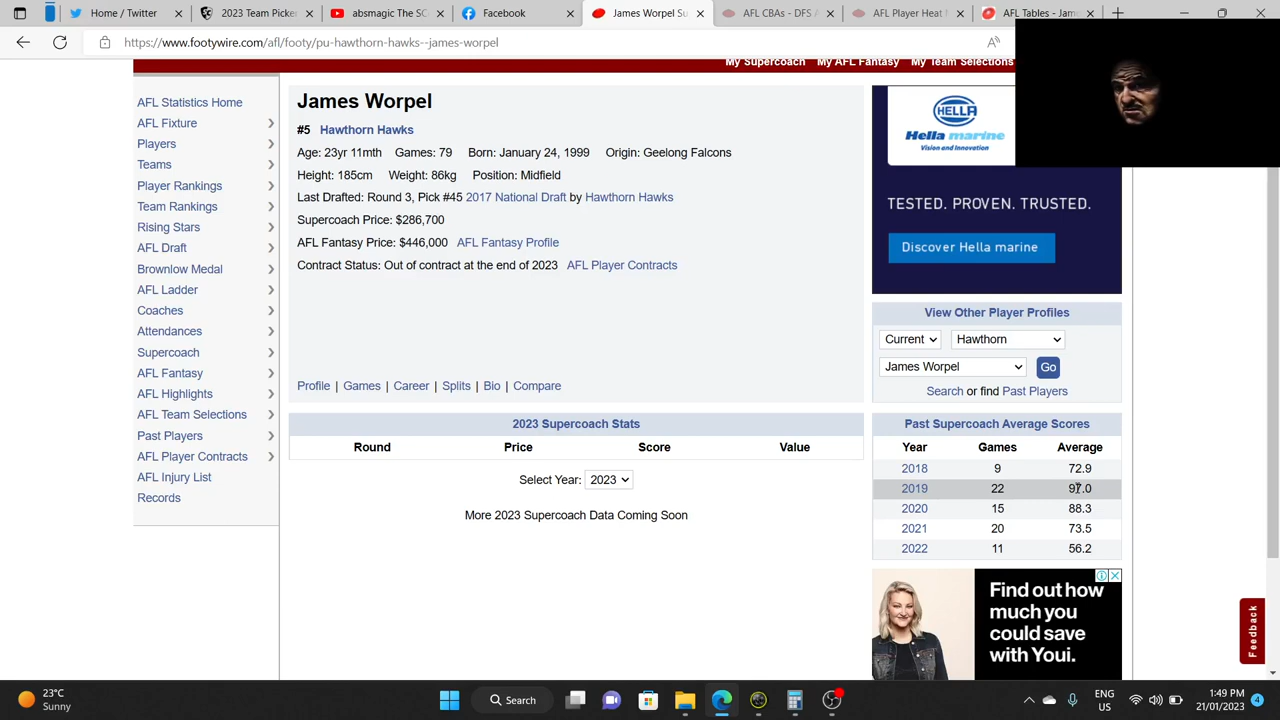 Twitter / Home
2023 Team Picker
absmagic The SC
Facebook
James Worpel Su
AFL CBAs - DFS A
AFL Player Heat
AFL Tables -
https://www.footywire.com/afl/footy/pu-hawthorn-hawks--james-worpel
My Supercoach My AFL Fantasy My Team Selections
AFL Statistics Home
AFL Fixture
Players
Teams
Player Rankings
Team Rankings
Rising Stars
AFL Draft
Brownlow Medal
AFL Ladder
Coaches
Attendances
Supercoach
AFL Fantasy
AFL Highlights
AFL Team Selections
Past Players
AFL Player Contracts
AFL Injury List
Records
James Worpel
#5 Hawthorn Hawks
Age: 23yr 11mth Games: 79 Born: January 24, 1999 Origin: Geelong Falcons
Height: 185cm Weight: 86kg Position: Midfield
Last Drafted: Round 3, Pick #45 2017 National Draft by Hawthorn Hawks
Supercoach Price: $286,700
AFL Fantasy Price: $446,000 AFL Fantasy Profile
Contract Status: Out of contract at the end of 2023 AFL Player Contracts
Profile | Games | Career | Splits | Bio | Compare
2023 Supercoach Stats
Round Price Score Value
Select Year: 2023
More 2023 Supercoach Data Coming Soon
HELLA
Hella marine
Vision and Innovation
TESTED. PROVEN. TRUSTED.
Discover Hella marine
View Other Player Profiles
Current Hawthorn
James Worpel Go
Search or find Past Players
Past Supercoach Average Scores
Year Games Average
2018 9 72.9
2019 22 97.0
2020 15 88.3
2021 20 73.5
2022 11 56.2
Find out how
much you
could save
with Youi.
Feedback
23°C
Sunny
Search
ENG
US
1:49 PM
21/01/2023
4